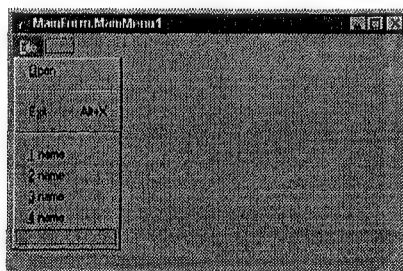 MainForm.MainMenu1
File
Open
Exit Alt+X
1 name
2 name
3 name
4 name